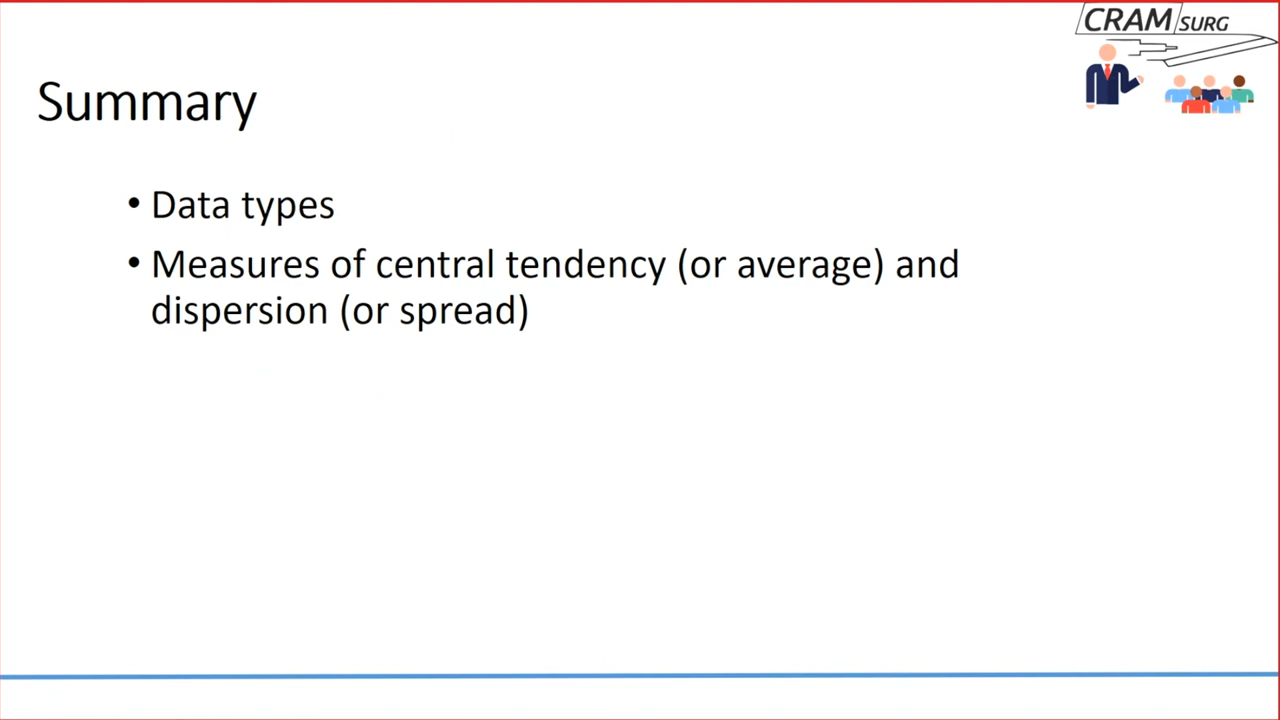 CRAM SURG
Summary
• Data types
• Measures of central tendency (or average) and
dispersion (or spread)